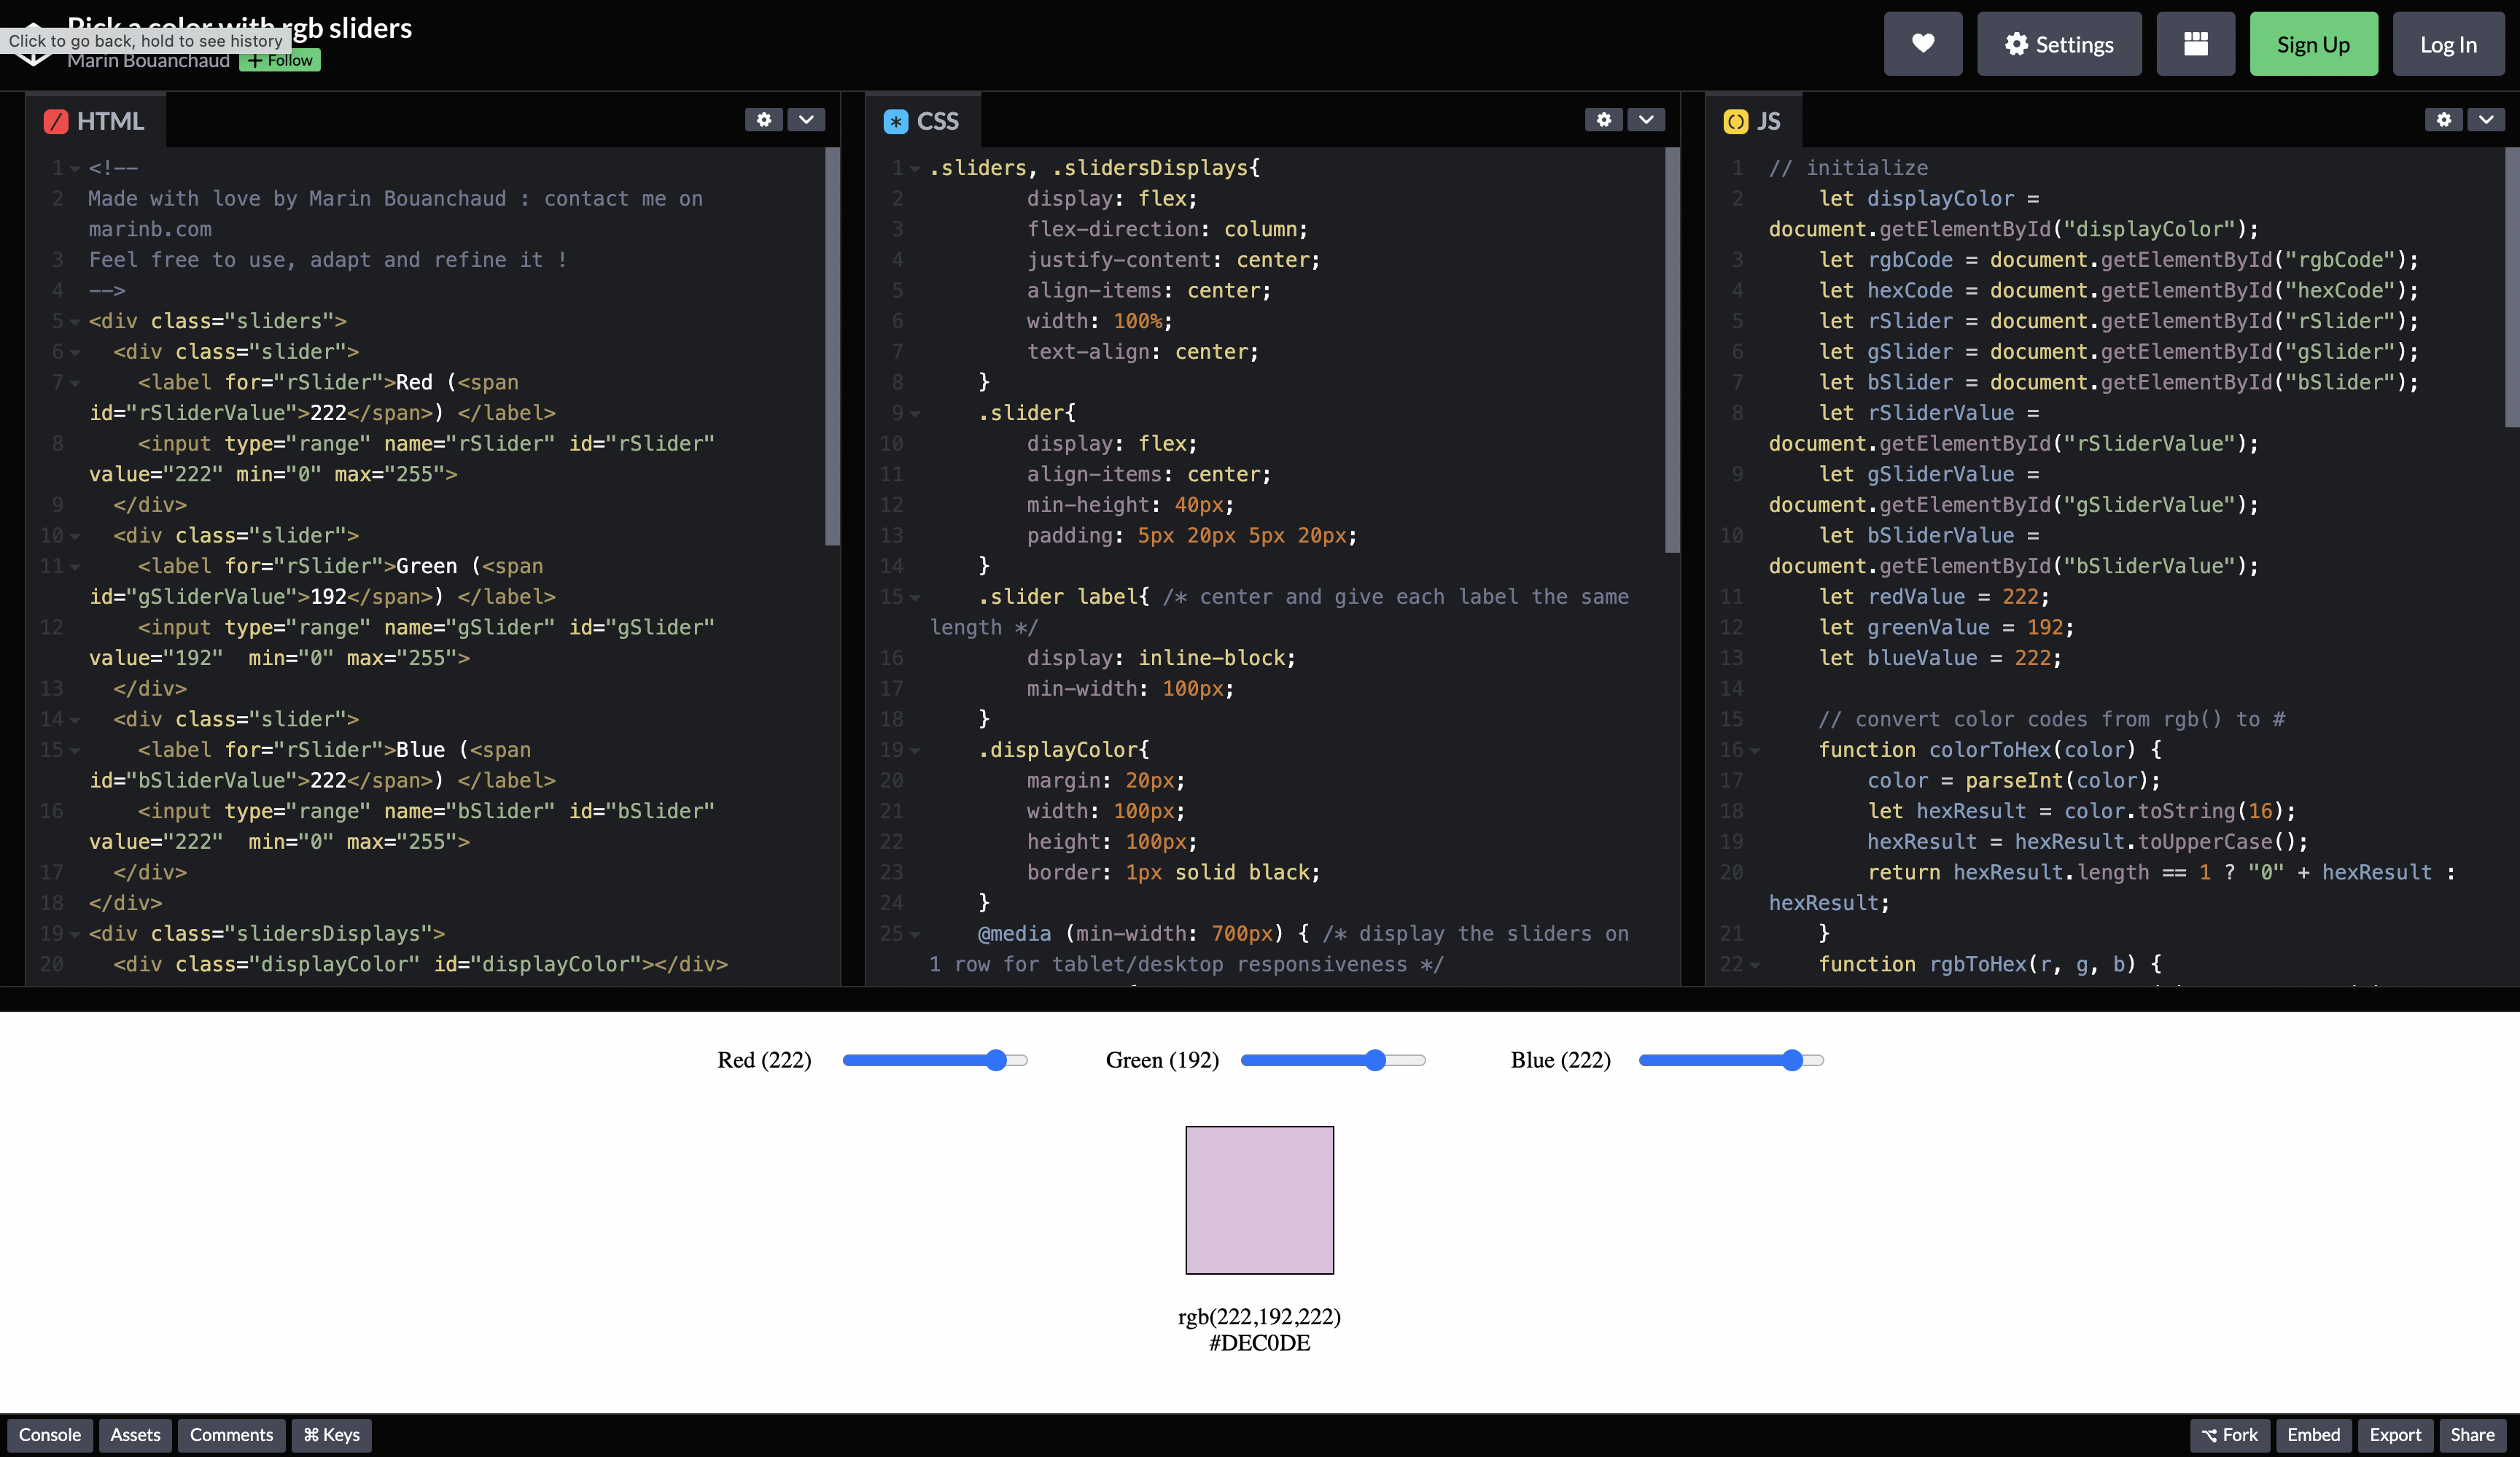 Pick a color with rgb sliders
Click to go back, hold to see history
Marin Bouanchaud
+ Follow
Settings
Sign Up
Log In
HTML
1 <!--
2 Made with love by Marin Bouanchaud : contact me on
marinb.com
3 Feel free to use, adapt and refine it !
4 -->
5 <div class="sliders">
6   <div class="slider">
7     <label for="rSlider">Red (<span
id="rSliderValue">222</span>) </label>
8     <input type="range" name="rSlider" id="rSlider"
value="222" min="0" max="255">
9   </div>
10   <div class="slider">
11     <label for="rSlider">Green (<span
id="gSliderValue">192</span>) </label>
12     <input type="range" name="gSlider" id="gSlider"
value="192"  min="0" max="255">
13   </div>
14   <div class="slider">
15     <label for="rSlider">Blue (<span
id="bSliderValue">222</span>) </label>
16     <input type="range" name="bSlider" id="bSlider"
value="222"  min="0" max="255">
17   </div>
18 </div>
19 <div class="slidersDisplays">
20   <div class="displayColor" id="displayColor"></div>
CSS
1 .sliders, .slidersDisplays{
2         display: flex;
3         flex-direction: column;
4         justify-content: center;
5         align-items: center;
6         width: 100%;
7         text-align: center;
8     }
9     .slider{
10         display: flex;
11         align-items: center;
12         min-height: 40px;
13         padding: 5px 20px 5px 20px;
14     }
15     .slider label{ /* center and give each label the same
length */
16         display: inline-block;
17         min-width: 100px;
18     }
19     .displayColor{
20         margin: 20px;
21         width: 100px;
22         height: 100px;
23         border: 1px solid black;
24     }
25     @media (min-width: 700px) { /* display the sliders on
1 row for tablet/desktop responsiveness */
JS
1 // initialize
2     let displayColor =
document.getElementById("displayColor");
3     let rgbCode = document.getElementById("rgbCode");
4     let hexCode = document.getElementById("hexCode");
5     let rSlider = document.getElementById("rSlider");
6     let gSlider = document.getElementById("gSlider");
7     let bSlider = document.getElementById("bSlider");
8     let rSliderValue =
document.getElementById("rSliderValue");
9     let gSliderValue =
document.getElementById("gSliderValue");
10     let bSliderValue =
document.getElementById("bSliderValue");
11     let redValue = 222;
12     let greenValue = 192;
13     let blueValue = 222;
14
15     // convert color codes from rgb() to #
16     function colorToHex(color) {
17         color = parseInt(color);
18         let hexResult = color.toString(16);
19         hexResult = hexResult.toUpperCase();
20         return hexResult.length == 1 ? "0" + hexResult :
hexResult;
21     }
22     function rgbToHex(r, g, b) {
Red (222)
Green (192)
Blue (222)
rgb(222,192,222)
#DEC0DE
Console
Assets
Comments
⌘ Keys
Fork
Embed
Export
Share